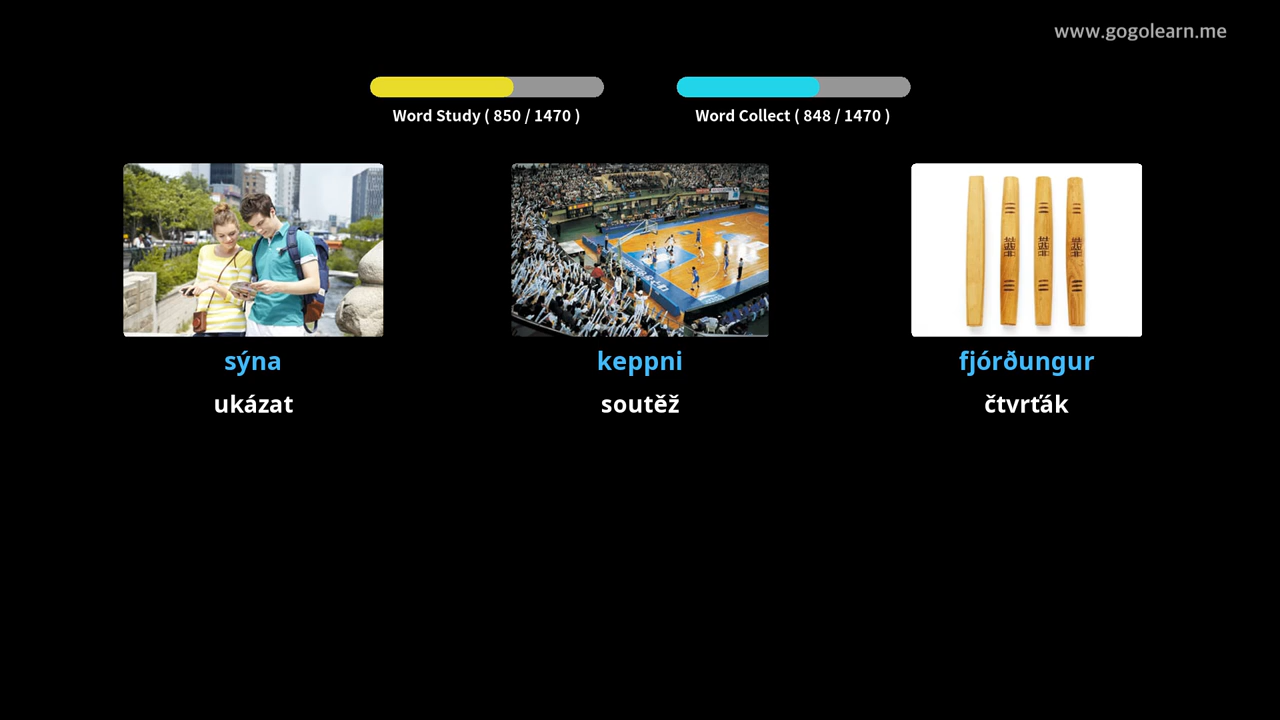 www.gogolearn.me
Word Study ( 850 / 1470 )
Word Collect ( 848 / 1470 )
sýna
keppni
fjórðungur
ukázat
soutěž
čtvrťák